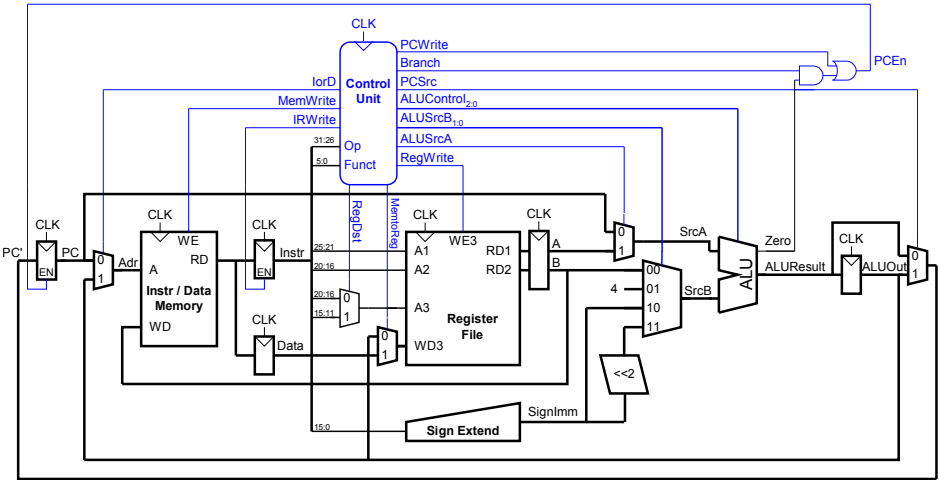 CLK
PCWrite
Branch
PCEn
IorD
Control
Unit
PCSrc
MemWrite
ALUControl2:0
IRWrite
ALUSrcB1:0
31:26
Op
ALUSrcA
5:0
Funct
RegWrite
RegDst
MemtoReg
CLK
CLK
CLK
CLK
CLK
CLK
PC'
EN
PC
0
1
Adr
WE
A
RD
Instr / Data
Memory
WD
EN
Instr
25:21
20:16
20:16
15:11
0
1
A1
A2
A3
WD3
WE3
RD1
RD2
Register
File
A
B
0
1
SrcA
00
01
10
11
4
SrcB
ALU
Zero
ALUResult
ALUOut
0
1
CLK
Data
0
1
<<2
SignImm
15:0
Sign Extend